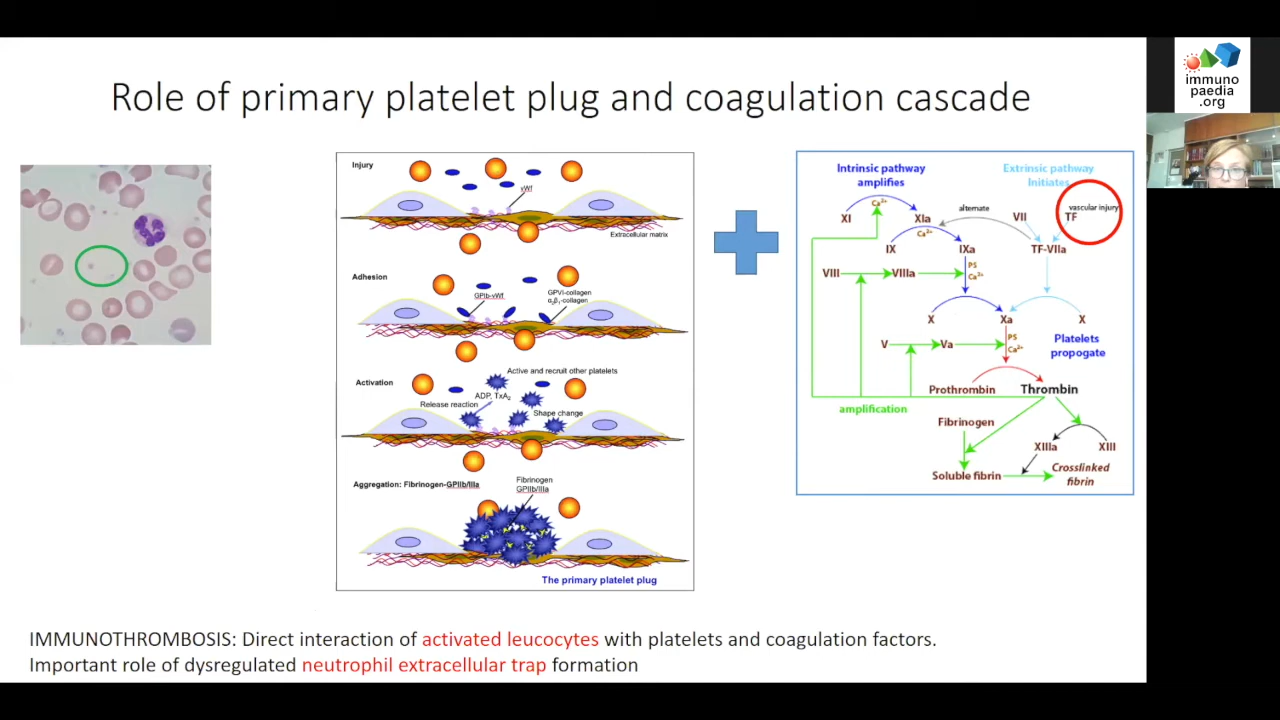 Role of primary platelet plug and coagulation cascade
immuno
paedia
.org
Injury
vWf
Extracellular matrix
Adhesion
GPIb-vWf
GPVI-collagen
α₂β₁-collagen
Activation
Active and recruit other platelets
ADP, TxA₂
Release reaction
Shape change
Aggregation: Fibrinogen-GPIIb/IIIa
Fibrinogen
GPIIb/IIIa
The primary platelet plug
Intrinsic pathway
amplifies
Extrinsic pathway
Initiates
Ca²⁺
alternate
vascular injury
XI
XIa
VII
TF
Ca²⁺
IX
IXa
TF-VIIa
PS
Ca²⁺
VIII
VIIIa
X
Xa
X
PS
Ca²⁺
Platelets
propogate
V
Va
Prothrombin
Thrombin
amplification
Fibrinogen
XIIIa
XIII
Soluble fibrin
Crosslinked
fibrin
IMMUNOTHROMBOSIS: Direct interaction of activated leucocytes with platelets and coagulation factors.
Important role of dysregulated neutrophil extracellular trap formation